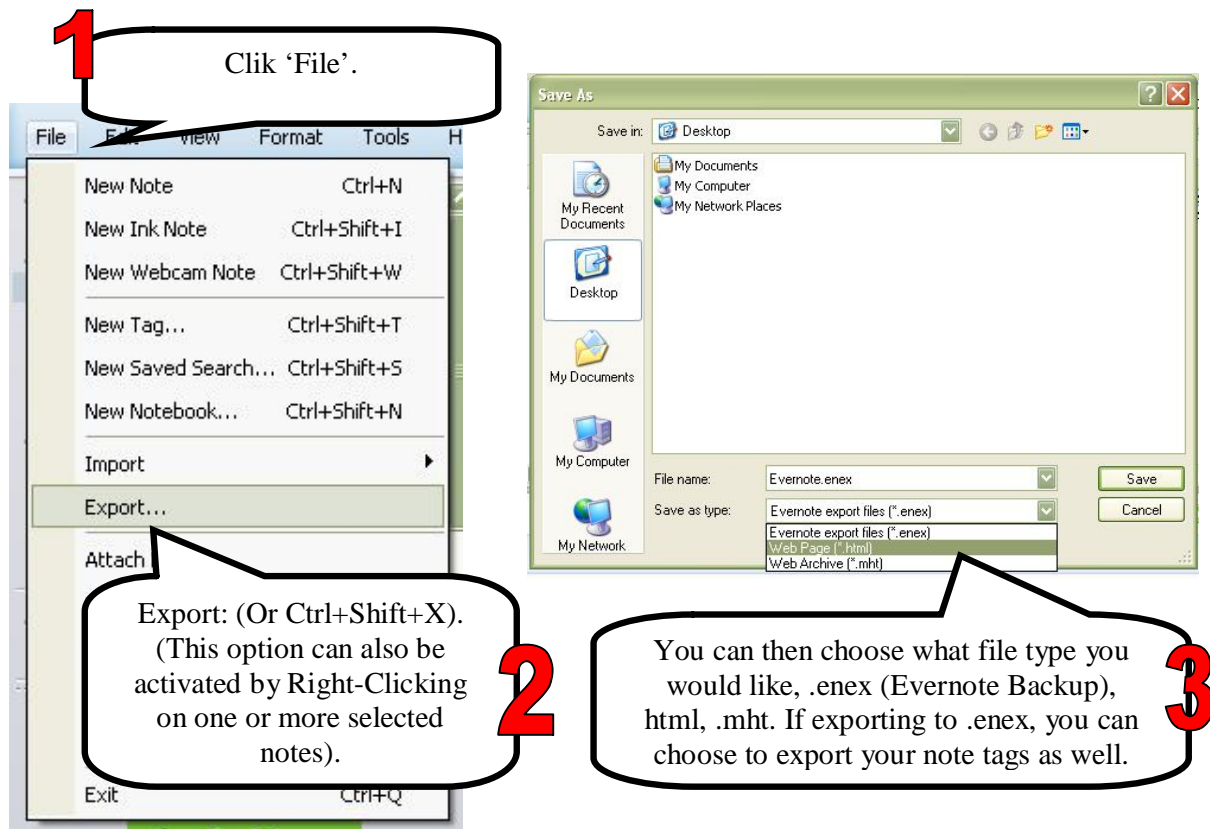 1
Clik ‘File’.
File Edit View Format Tools H
New Note Ctrl+N
New Ink Note Ctrl+Shift+I
New Webcam Note Ctrl+Shift+W
New Tag... Ctrl+Shift+T
New Saved Search... Ctrl+Shift+S
New Notebook... Ctrl+Shift+N
Import
Export...
Attach
Export: (Or Ctrl+Shift+X).
(This option can also be
activated by Right-Clicking
on one or more selected
notes).
2
Exit Ctrl+Q
Save As
Save in: Desktop
My Documents
My Computer
My Network Places
My Recent
Documents
Desktop
My Documents
My Computer
My Network
File name: Evernote.enex Save
Save as type: Evernote export files (*.enex) Cancel
Evernote export files (*.enex)
Web Page (*.html)
Web Archive (*.mht)
You can then choose what file type you
would like, .enex (Evernote Backup),
html, .mht. If exporting to .enex, you can
choose to export your note tags as well.
3